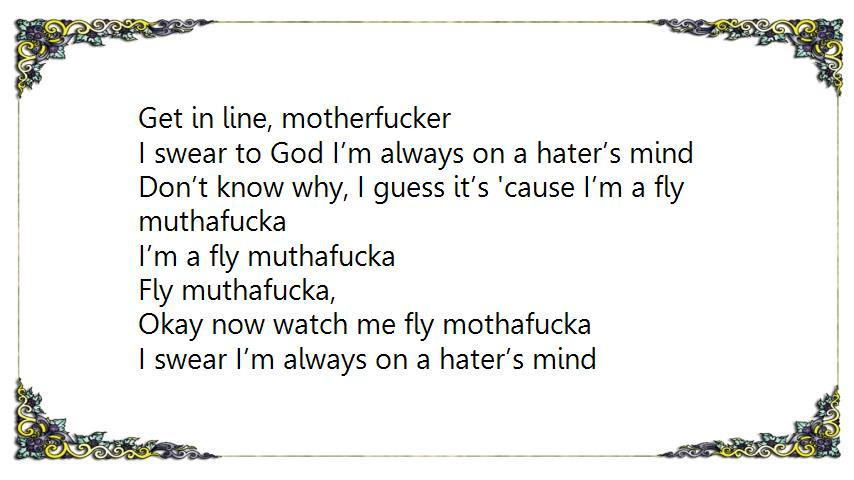 Get in line, motherfucker
I swear to God I’m always on a hater’s mind
Don’t know why, I guess it’s 'cause I’m a fly
muthafucka
I’m a fly muthafucka
Fly muthafucka,
Okay now watch me fly mothafucka
I swear I’m always on a hater’s mind